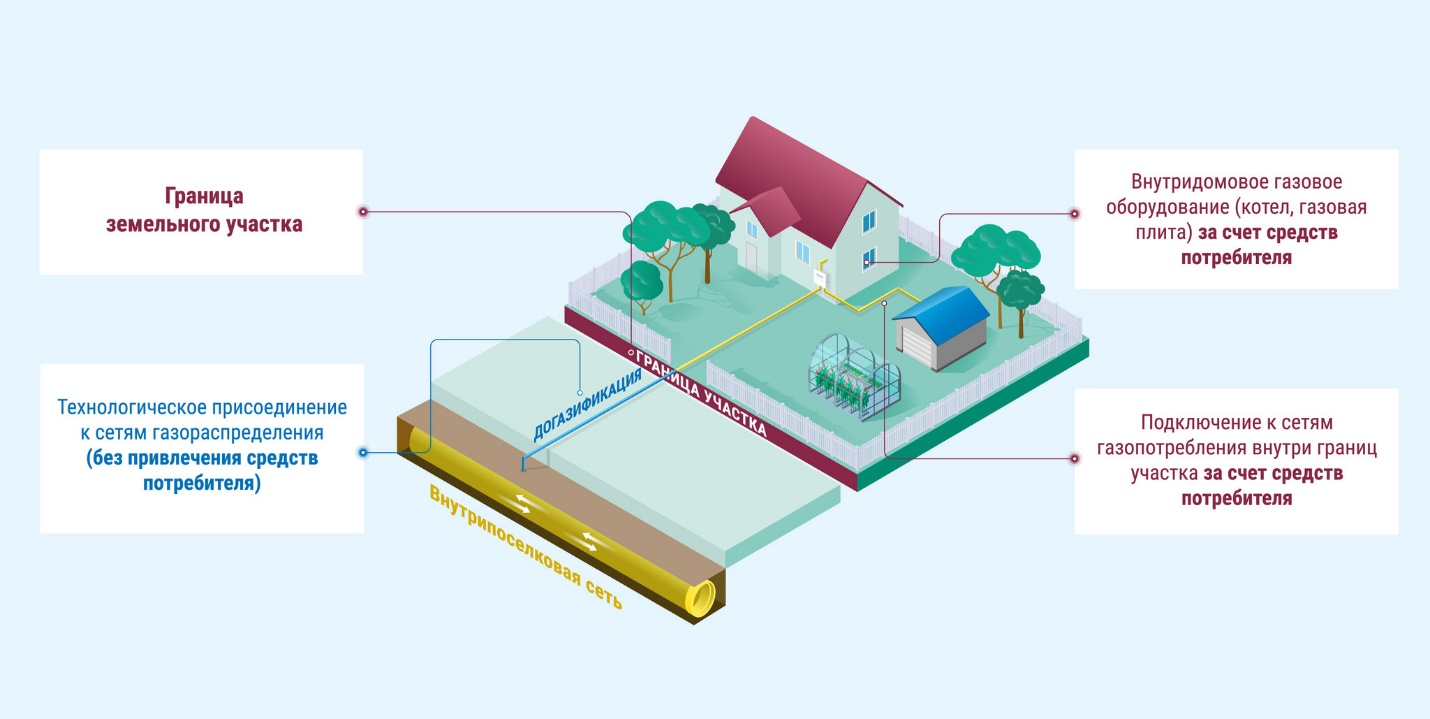 Граница
земельного участка
Внутридомовое газовое
оборудование (котел, газовая
плита) за счет средств
потребителя
Технологическое присоединение
к сетям газораспределения
(без привлечения средств
потребителя)
ДОГАЗИФИКАЦИЯ
ГРАНИЦА УЧАСТКА
Внутрипоселковая сеть
Подключение к сетям
газопотребления внутри границ
участка за счет средств
потребителя